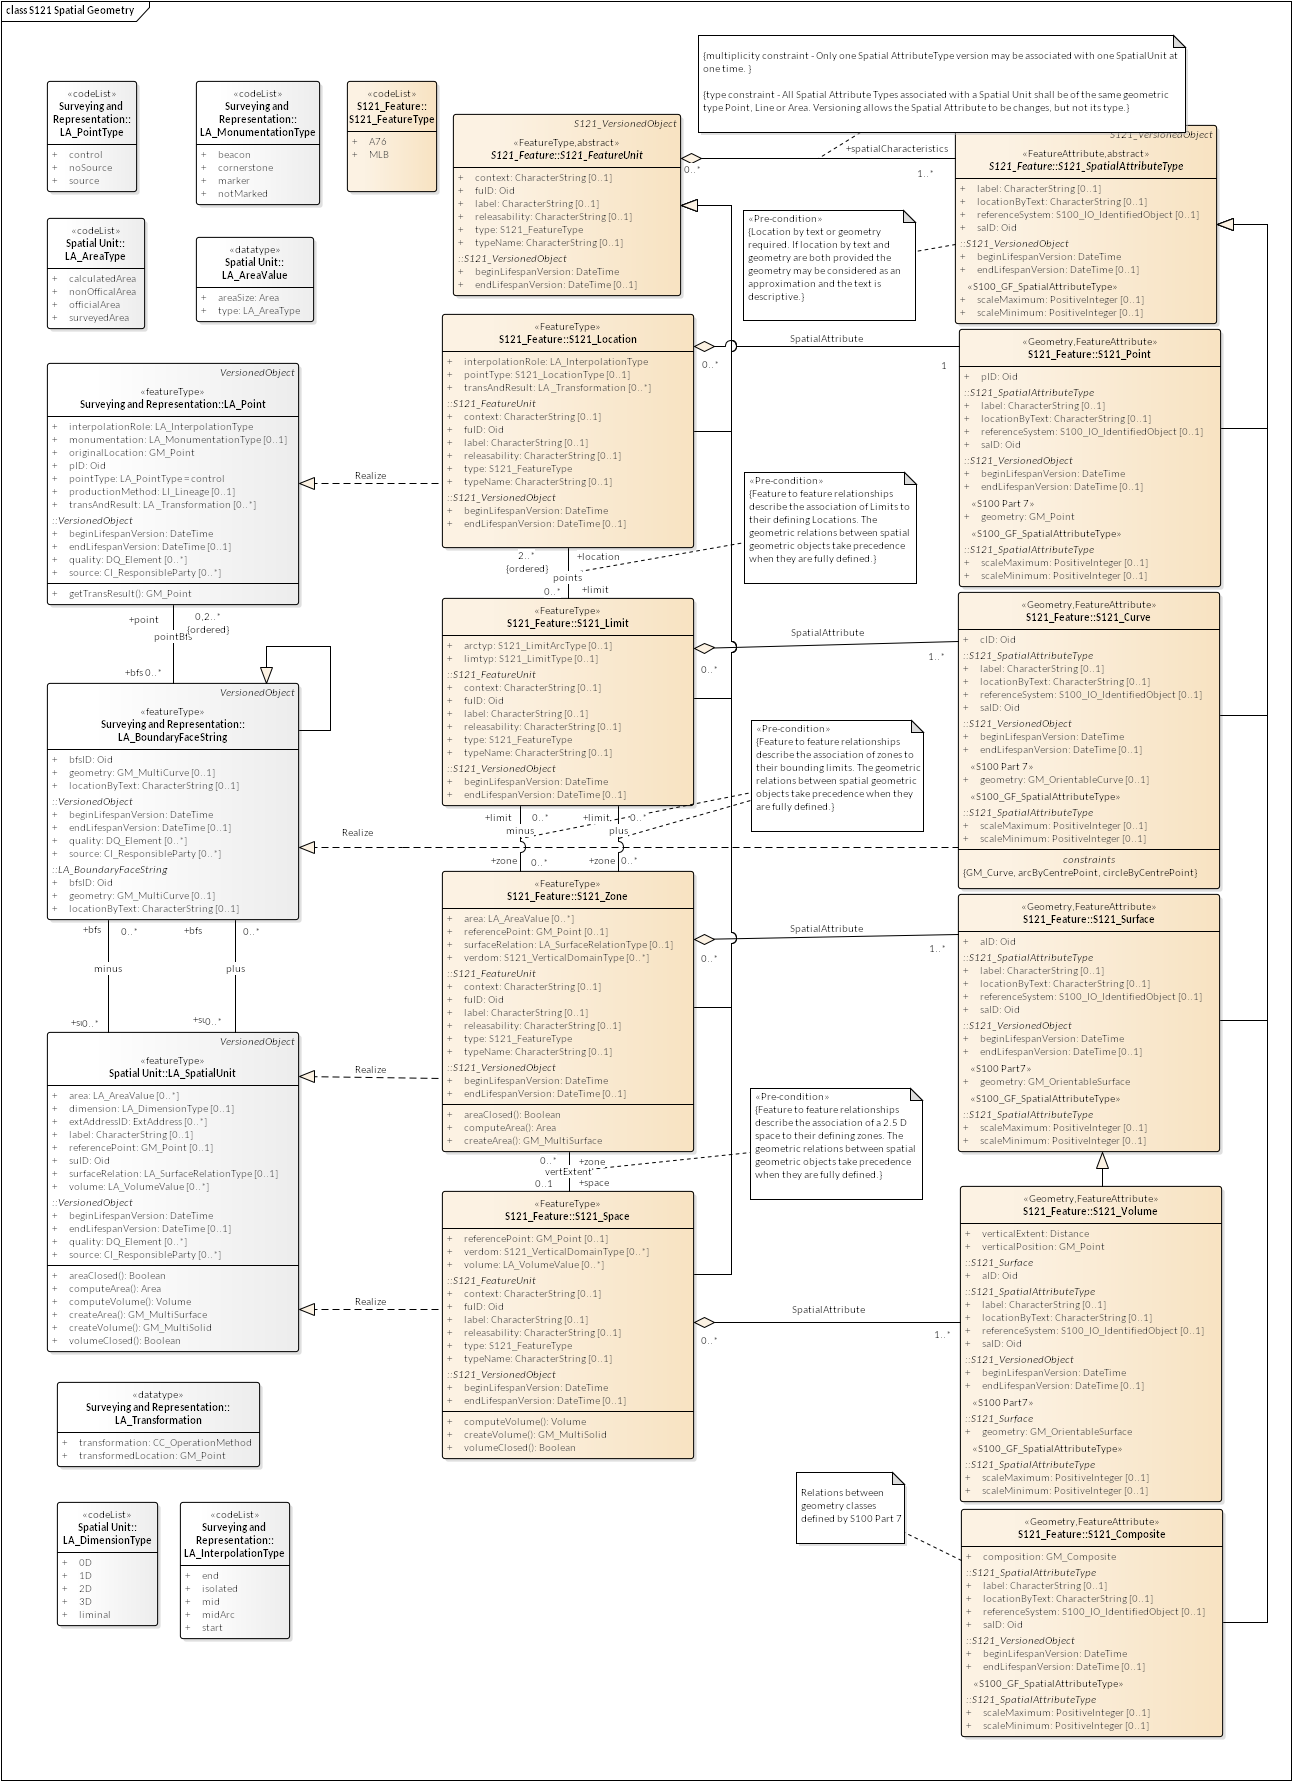 class S121 Spatial Geometry
{multiplicity constraint - Only one Spatial AttributeType version may be associated with one SpatialUnit at
one time. }
{type constraint - All Spatial Attribute Types associated with a Spatial Unit shall be of the same geometric
type Point, Line or Area. Versioning allows the Spatial Attribute to be changes, but not its type.}
«codeList»
Surveying and
Representation::
LA_PointType
+ control
+ noSource
+ source
«codeList»
Surveying and
Representation::
LA_MonumentationType
+ beacon
+ cornerstone
+ marker
+ notMarked
«codeList»
S121_Feature::
S121_FeatureType
+ A76
+ MLB
«codeList»
Spatial Unit::
LA_AreaType
+ calculatedArea
+ nonOfficalArea
+ officialArea
+ surveyedArea
«datatype»
Spatial Unit::
LA_AreaValue
+ areaSize: Area
+ type: LA_AreaType
S121_VersionedObject
«FeatureType,abstract»
S121_Feature::S121_FeatureUnit
+ context: CharacterString [0..1]
+ fuID: Oid
+ label: CharacterString [0..1]
+ releasability: CharacterString [0..1]
+ type: S121_FeatureType
+ typeName: CharacterString [0..1]
::S121_VersionedObject
+ beginLifespanVersion: DateTime
+ endLifespanVersion: DateTime [0..1]
+spatialCharacteristics
0..*
1..*
S121_VersionedObject
«FeatureAttribute,abstract»
S121_Feature::S121_SpatialAttributeType
+ label: CharacterString [0..1]
+ locationByText: CharacterString [0..1]
+ referenceSystem: S100_IO_IdentifiedObject [0..1]
+ saID: Oid
::S121_VersionedObject
+ beginLifespanVersion: DateTime
+ endLifespanVersion: DateTime [0..1]
«S100_GF_SpatialAttributeType»
+ scaleMaximum: PositiveInteger [0..1]
+ scaleMinimum: PositiveInteger [0..1]
«Pre-condition»
{Location by text or geometry
required. If location by text and
geometry are both provided the
geometry may be considered as an
approximation and the text is
descriptive.}
«FeatureType»
S121_Feature::S121_Location
+ interpolationRole: LA_InterpolationType
+ pointType: S121_LocationType [0..1]
+ transAndResult: LA_Transformation [0..*]
::S121_FeatureUnit
+ context: CharacterString [0..1]
+ fuID: Oid
+ label: CharacterString [0..1]
+ releasability: CharacterString [0..1]
+ type: S121_FeatureType
+ typeName: CharacterString [0..1]
::S121_VersionedObject
+ beginLifespanVersion: DateTime
+ endLifespanVersion: DateTime [0..1]
SpatialAttribute
0..*
1
«Geometry,FeatureAttribute»
S121_Feature::S121_Point
+ pID: Oid
::S121_SpatialAttributeType
+ label: CharacterString [0..1]
+ locationByText: CharacterString [0..1]
+ referenceSystem: S100_IO_IdentifiedObject [0..1]
+ saID: Oid
::S121_VersionedObject
+ beginLifespanVersion: DateTime
+ endLifespanVersion: DateTime [0..1]
«S100 Part 7»
+ geometry: GM_Point
«S100_GF_SpatialAttributeType»
::S121_SpatialAttributeType
+ scaleMaximum: PositiveInteger [0..1]
+ scaleMinimum: PositiveInteger [0..1]
VersionedObject
«featureType»
Surveying and Representation::LA_Point
+ interpolationRole: LA_InterpolationType
+ monumentation: LA_MonumentationType [0..1]
+ originalLocation: GM_Point
+ pID: Oid
+ pointType: LA_PointType = control
+ productionMethod: LI_Lineage [0..1]
+ transAndResult: LA_Transformation [0..*]
::VersionedObject
+ beginLifespanVersion: DateTime
+ endLifespanVersion: DateTime [0..1]
+ quality: DQ_Element [0..*]
+ source: CI_ResponsibleParty [0..*]
+ getTransResult(): GM_Point
Realize
«Pre-condition»
{Feature to feature relationships
describe the association of Limits to
their defining Locations. The
geometric relations between spatial
geometric objects take precedence
when they are fully defined.}
2..*
+location
{ordered}
points
0..*
+limit
+point
0,2..*
{ordered}
pointBfs
+bfs 0..*
«FeatureType»
S121_Feature::S121_Limit
+ arctyp: S121_LimitArcType [0..1]
+ limtyp: S121_LimitType [0..1]
::S121_FeatureUnit
+ context: CharacterString [0..1]
+ fuID: Oid
+ label: CharacterString [0..1]
+ releasability: CharacterString [0..1]
+ type: S121_FeatureType
+ typeName: CharacterString [0..1]
::S121_VersionedObject
+ beginLifespanVersion: DateTime
+ endLifespanVersion: DateTime [0..1]
SpatialAttribute
0..*
1..*
«Geometry,FeatureAttribute»
S121_Feature::S121_Curve
+ cID: Oid
::S121_SpatialAttributeType
+ label: CharacterString [0..1]
+ locationByText: CharacterString [0..1]
+ referenceSystem: S100_IO_IdentifiedObject [0..1]
+ saID: Oid
::S121_VersionedObject
+ beginLifespanVersion: DateTime
+ endLifespanVersion: DateTime [0..1]
«S100 Part 7»
+ geometry: GM_OrientableCurve [0..1]
«S100_GF_SpatialAttributeType»
::S121_SpatialAttributeType
+ scaleMaximum: PositiveInteger [0..1]
+ scaleMinimum: PositiveInteger [0..1]
constraints
{GM_Curve, arcByCentrePoint, circleByCentrePoint}
VersionedObject
«featureType»
Surveying and Representation::
LA_BoundaryFaceString
+ bfsID: Oid
+ geometry: GM_MultiCurve [0..1]
+ locationByText: CharacterString [0..1]
::VersionedObject
+ beginLifespanVersion: DateTime
+ endLifespanVersion: DateTime [0..1]
+ quality: DQ_Element [0..*]
+ source: CI_ResponsibleParty [0..*]
::LA_BoundaryFaceString
+ bfsID: Oid
+ geometry: GM_MultiCurve [0..1]
+ locationByText: CharacterString [0..1]
Realize
«Pre-condition»
{Feature to feature relationships
describe the association of zones to
their bounding limits. The geometric
relations between spatial geometric
objects take precedence when they
are fully defined.}
+limit
0..*
+limit
0..*
minus
plus
+zone
0..*
+zone
0..*
+bfs
0..*
+bfs
0..*
minus
plus
0..*
0..*
«FeatureType»
S121_Feature::S121_Zone
+ area: LA_AreaValue [0..*]
+ referencePoint: GM_Point [0..1]
+ surfaceRelation: LA_SurfaceRelationType [0..1]
+ verdom: S121_VerticalDomainType [0..*]
::S121_FeatureUnit
+ context: CharacterString [0..1]
+ fuID: Oid
+ label: CharacterString [0..1]
+ releasability: CharacterString [0..1]
+ type: S121_FeatureType
+ typeName: CharacterString [0..1]
::S121_VersionedObject
+ beginLifespanVersion: DateTime
+ endLifespanVersion: DateTime [0..1]
+ areaClosed(): Boolean
+ computeArea(): Area
+ createArea(): GM_MultiSurface
SpatialAttribute
0..*
1..*
«Geometry,FeatureAttribute»
S121_Feature::S121_Surface
+ aID: Oid
::S121_SpatialAttributeType
+ label: CharacterString [0..1]
+ locationByText: CharacterString [0..1]
+ referenceSystem: S100_IO_IdentifiedObject [0..1]
+ saID: Oid
::S121_VersionedObject
+ beginLifespanVersion: DateTime
+ endLifespanVersion: DateTime [0..1]
«S100 Part7»
+ geometry: GM_OrientableSurface
«S100_GF_SpatialAttributeType»
::S121_SpatialAttributeType
+ scaleMaximum: PositiveInteger [0..1]
+ scaleMinimum: PositiveInteger [0..1]
VersionedObject
«featureType»
Spatial Unit::LA_SpatialUnit
+ area: LA_AreaValue [0..*]
+ dimension: LA_DimensionType [0..1]
+ extAddressID: ExtAddress [0..*]
+ label: CharacterString [0..1]
+ referencePoint: GM_Point [0..1]
+ suID: Oid
+ surfaceRelation: LA_SurfaceRelationType [0..1]
+ volume: LA_VolumeValue [0..*]
::VersionedObject
+ beginLifespanVersion: DateTime
+ endLifespanVersion: DateTime [0..1]
+ quality: DQ_Element [0..*]
+ source: CI_ResponsibleParty [0..*]
+ areaClosed(): Boolean
+ computeArea(): Area
+ computeVolume(): Volume
+ createArea(): GM_MultiSurface
+ createVolume(): GM_MultiSolid
+ volumeClosed(): Boolean
Realize
«Pre-condition»
{Feature to feature relationships
describe the association of a 2.5 D
space to their defining zones. The
geometric relations between spatial
geometric objects take precedence
when they are fully defined.}
0..*
+zone
vertExtent
0..1
+space
«FeatureType»
S121_Feature::S121_Space
+ referencePoint: GM_Point [0..1]
+ verdom: S121_VerticalDomainType [0..*]
+ volume: LA_VolumeValue [0..*]
::S121_FeatureUnit
+ context: CharacterString [0..1]
+ fuID: Oid
+ label: CharacterString [0..1]
+ releasability: CharacterString [0..1]
+ type: S121_FeatureType
+ typeName: CharacterString [0..1]
::S121_VersionedObject
+ beginLifespanVersion: DateTime
+ endLifespanVersion: DateTime [0..1]
+ computeVolume(): Volume
+ createVolume(): GM_MultiSolid
+ volumeClosed(): Boolean
Realize
SpatialAttribute
0..*
1..*
«Geometry,FeatureAttribute»
S121_Feature::S121_Volume
+ verticalExtent: Distance
+ verticalPosition: GM_Point
::S121_Surface
+ aID: Oid
::S121_SpatialAttributeType
+ label: CharacterString [0..1]
+ locationByText: CharacterString [0..1]
+ referenceSystem: S100_IO_IdentifiedObject [0..1]
+ saID: Oid
::S121_VersionedObject
+ beginLifespanVersion: DateTime
+ endLifespanVersion: DateTime [0..1]
«S100 Part7»
::S121_Surface
+ geometry: GM_OrientableSurface
«S100_GF_SpatialAttributeType»
::S121_SpatialAttributeType
+ scaleMaximum: PositiveInteger [0..1]
+ scaleMinimum: PositiveInteger [0..1]
«datatype»
Surveying and Representation::
LA_Transformation
+ transformation: CC_OperationMethod
+ transformedLocation: GM_Point
«codeList»
Spatial Unit::
LA_DimensionType
+ 0D
+ 1D
+ 2D
+ 3D
+ liminal
«codeList»
Surveying and
Representation::
LA_InterpolationType
+ end
+ isolated
+ mid
+ midArc
+ start
Relations between
geometry classes
defined by S100 Part 7
«Geometry,FeatureAttribute»
S121_Feature::S121_Composite
+ composition: GM_Composite
::S121_SpatialAttributeType
+ label: CharacterString [0..1]
+ locationByText: CharacterString [0..1]
+ referenceSystem: S100_IO_IdentifiedObject [0..1]
+ saID: Oid
::S121_VersionedObject
+ beginLifespanVersion: DateTime
+ endLifespanVersion: DateTime [0..1]
«S100_GF_SpatialAttributeType»
::S121_SpatialAttributeType
+ scaleMaximum: PositiveInteger [0..1]
+ scaleMinimum: PositiveInteger [0..1]